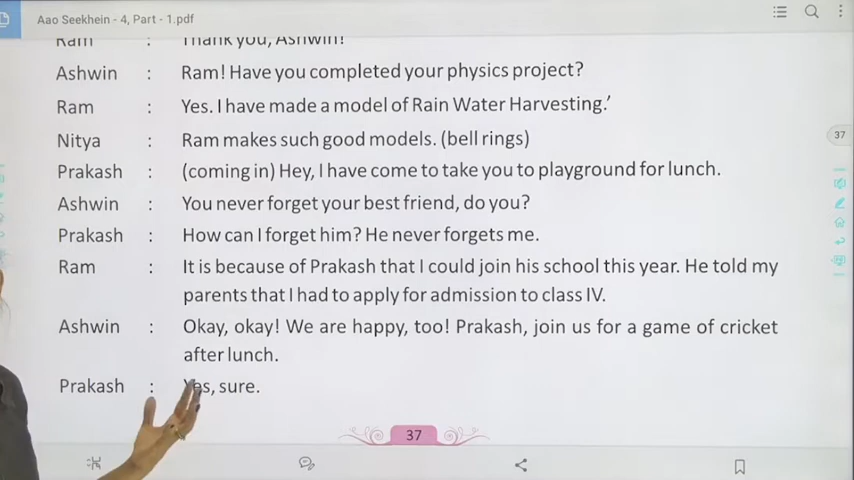 Aao Seekhein - 4, Part - 1.pdf
Ram : Thank you, Ashwin!
Ashwin : Ram! Have you completed your physics project?
Ram : Yes. I have made a model of Rain Water Harvesting.’
Nitya : Ram makes such good models. (bell rings)
Prakash : (coming in) Hey, I have come to take you to playground for lunch.
Ashwin : You never forget your best friend, do you?
Prakash : How can I forget him? He never forgets me.
Ram : It is because of Prakash that I could join his school this year. He told my
parents that I had to apply for admission to class IV.
Ashwin : Okay, okay! We are happy, too! Prakash, join us for a game of cricket
after lunch.
Prakash : Yes, sure.
37
37